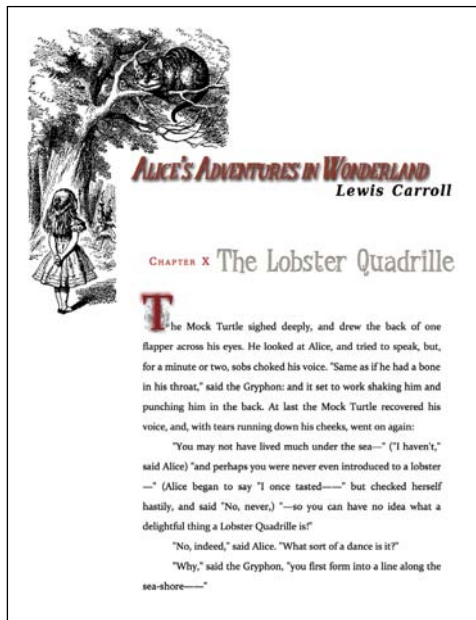 ALICE'S ADVENTURES IN WONDERLAND
Lewis Carroll
CHAPTER X The Lobster Quadrille
The Mock Turtle sighed deeply, and drew the back of one
flapper across his eyes. He looked at Alice, and tried to speak, but,
for a minute or two, sobs choked his voice. "Same as if he had a bone
in his throat," said the Gryphon: and it set to work shaking him and
punching him in the back. At last the Mock Turtle recovered his
voice, and, with tears running down his cheeks, went on again:
"You may not have lived much under the sea—" ("I haven't,"
said Alice) "and perhaps you were never even introduced to a lobster
—" (Alice began to say "I once tasted——" but checked herself
hastily, and said "No, never,) "—so you can have no idea what a
delightful thing a Lobster Quadrille is!"
"No, indeed," said Alice. "What sort of a dance is it?"
"Why," said the Gryphon, "you first form into a line along the
sea-shore——"